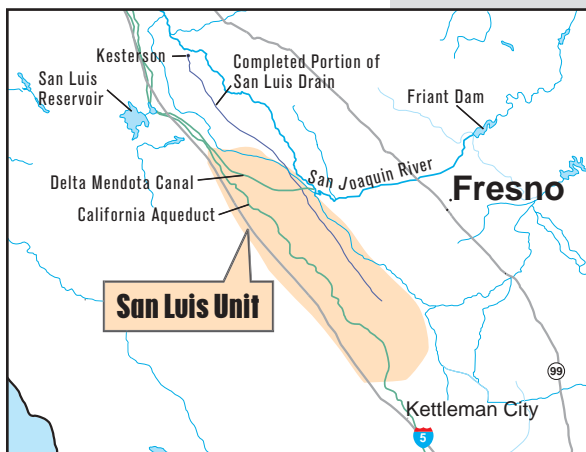 Kesterson
Completed Portion of
San Luis Drain
San Luis
Reservoir
Friant Dam
San Joaquin River
Delta Mendota Canal
Fresno
California Aqueduct
San Luis Unit
99
Kettleman City
5